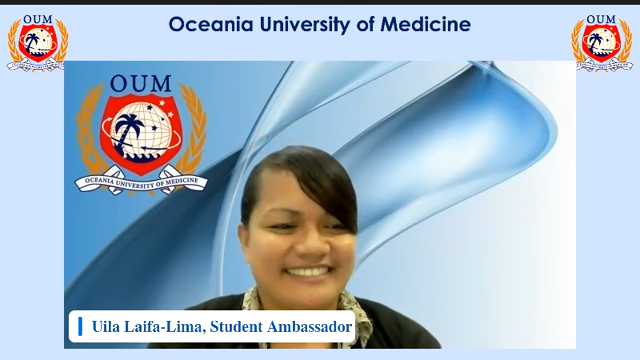 Oceania University of Medicine
OUM
OUM
OUM
OCEANIA UNIVERSITY OF MEDICINE
Uila Laifa-Lima, Student Ambassador